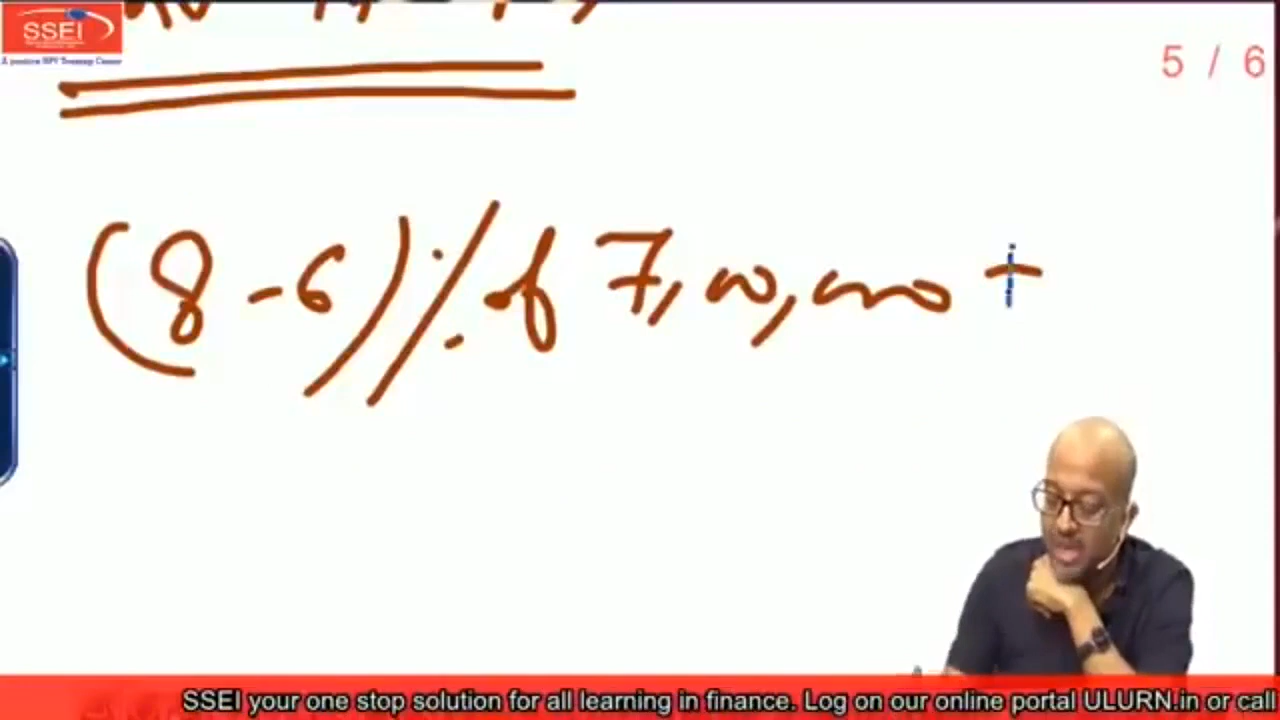 SSEI
5 / 6
(8-6)% of 7,00,000 +
SSEI your one stop solution for all learning in finance. Log on our online portal ULURN.in or call